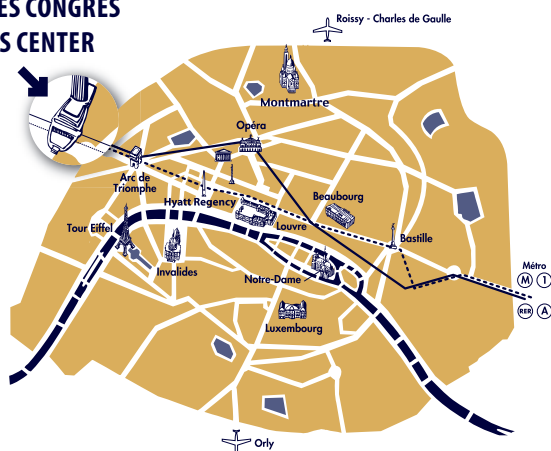 ES CONGRÈS
S CENTER
Roissy - Charles de Gaulle
Montmartre
Opéra
Arc de
Triomphe
Hyatt Regency
Beaubourg
Louvre
Tour Eiffel
Bastille
Invalides
Notre-Dame
Métro
M 1
RER A
Luxembourg
Orly